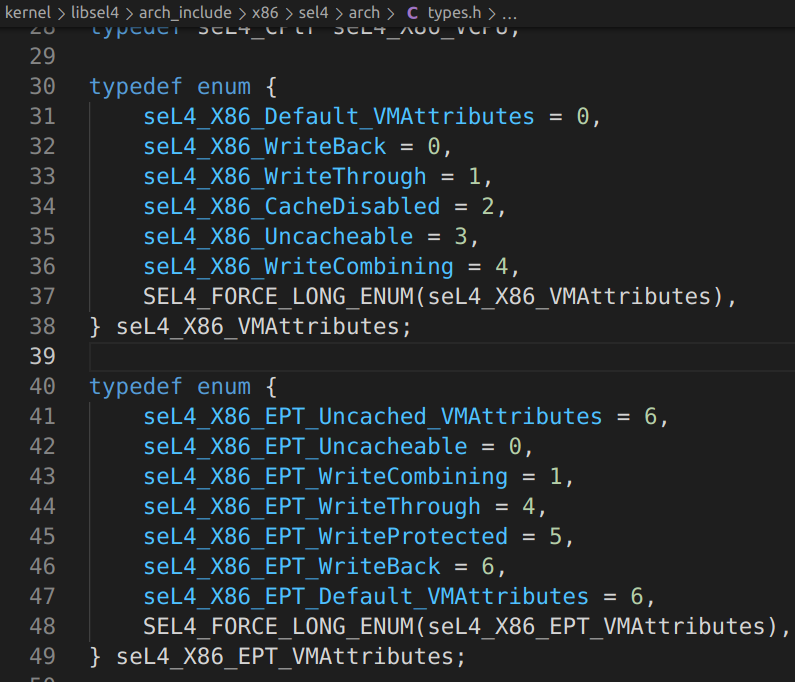 kernel > libsel4 > arch_include > x86 > sel4 > arch > C types.h > ...
28 typedef seL4_CPtr seL4_X86_VCPU;
29
30 typedef enum {
31 seL4_X86_Default_VMAttributes = 0,
32 seL4_X86_WriteBack = 0,
33 seL4_X86_WriteThrough = 1,
34 seL4_X86_CacheDisabled = 2,
35 seL4_X86_Uncacheable = 3,
36 seL4_X86_WriteCombining = 4,
37 SEL4_FORCE_LONG_ENUM(seL4_X86_VMAttributes),
38 } seL4_X86_VMAttributes;
39
40 typedef enum {
41 seL4_X86_EPT_Uncached_VMAttributes = 6,
42 seL4_X86_EPT_Uncacheable = 0,
43 seL4_X86_EPT_WriteCombining = 1,
44 seL4_X86_EPT_WriteThrough = 4,
45 seL4_X86_EPT_WriteProtected = 5,
46 seL4_X86_EPT_WriteBack = 6,
47 seL4_X86_EPT_Default_VMAttributes = 6,
48 SEL4_FORCE_LONG_ENUM(seL4_X86_EPT_VMAttributes),
49 } seL4_X86_EPT_VMAttributes;